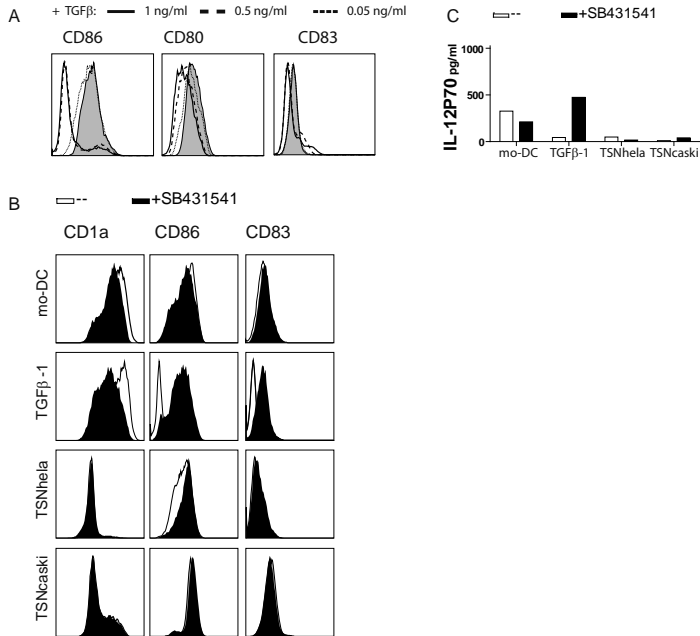 A
+ TGFβ: 1 ng/ml 0.5 ng/ml 0.05 ng/ml
CD86 CD80 CD83
B
-- +SB431541
CD1a CD86 CD83
mo-DC
TGFβ -1
TSNhela
TSNcaski
C
-- +SB431541
IL-12P70 pg/ml
1000
500
0
mo-DC TGFβ-1 TSNhela TSNcaski